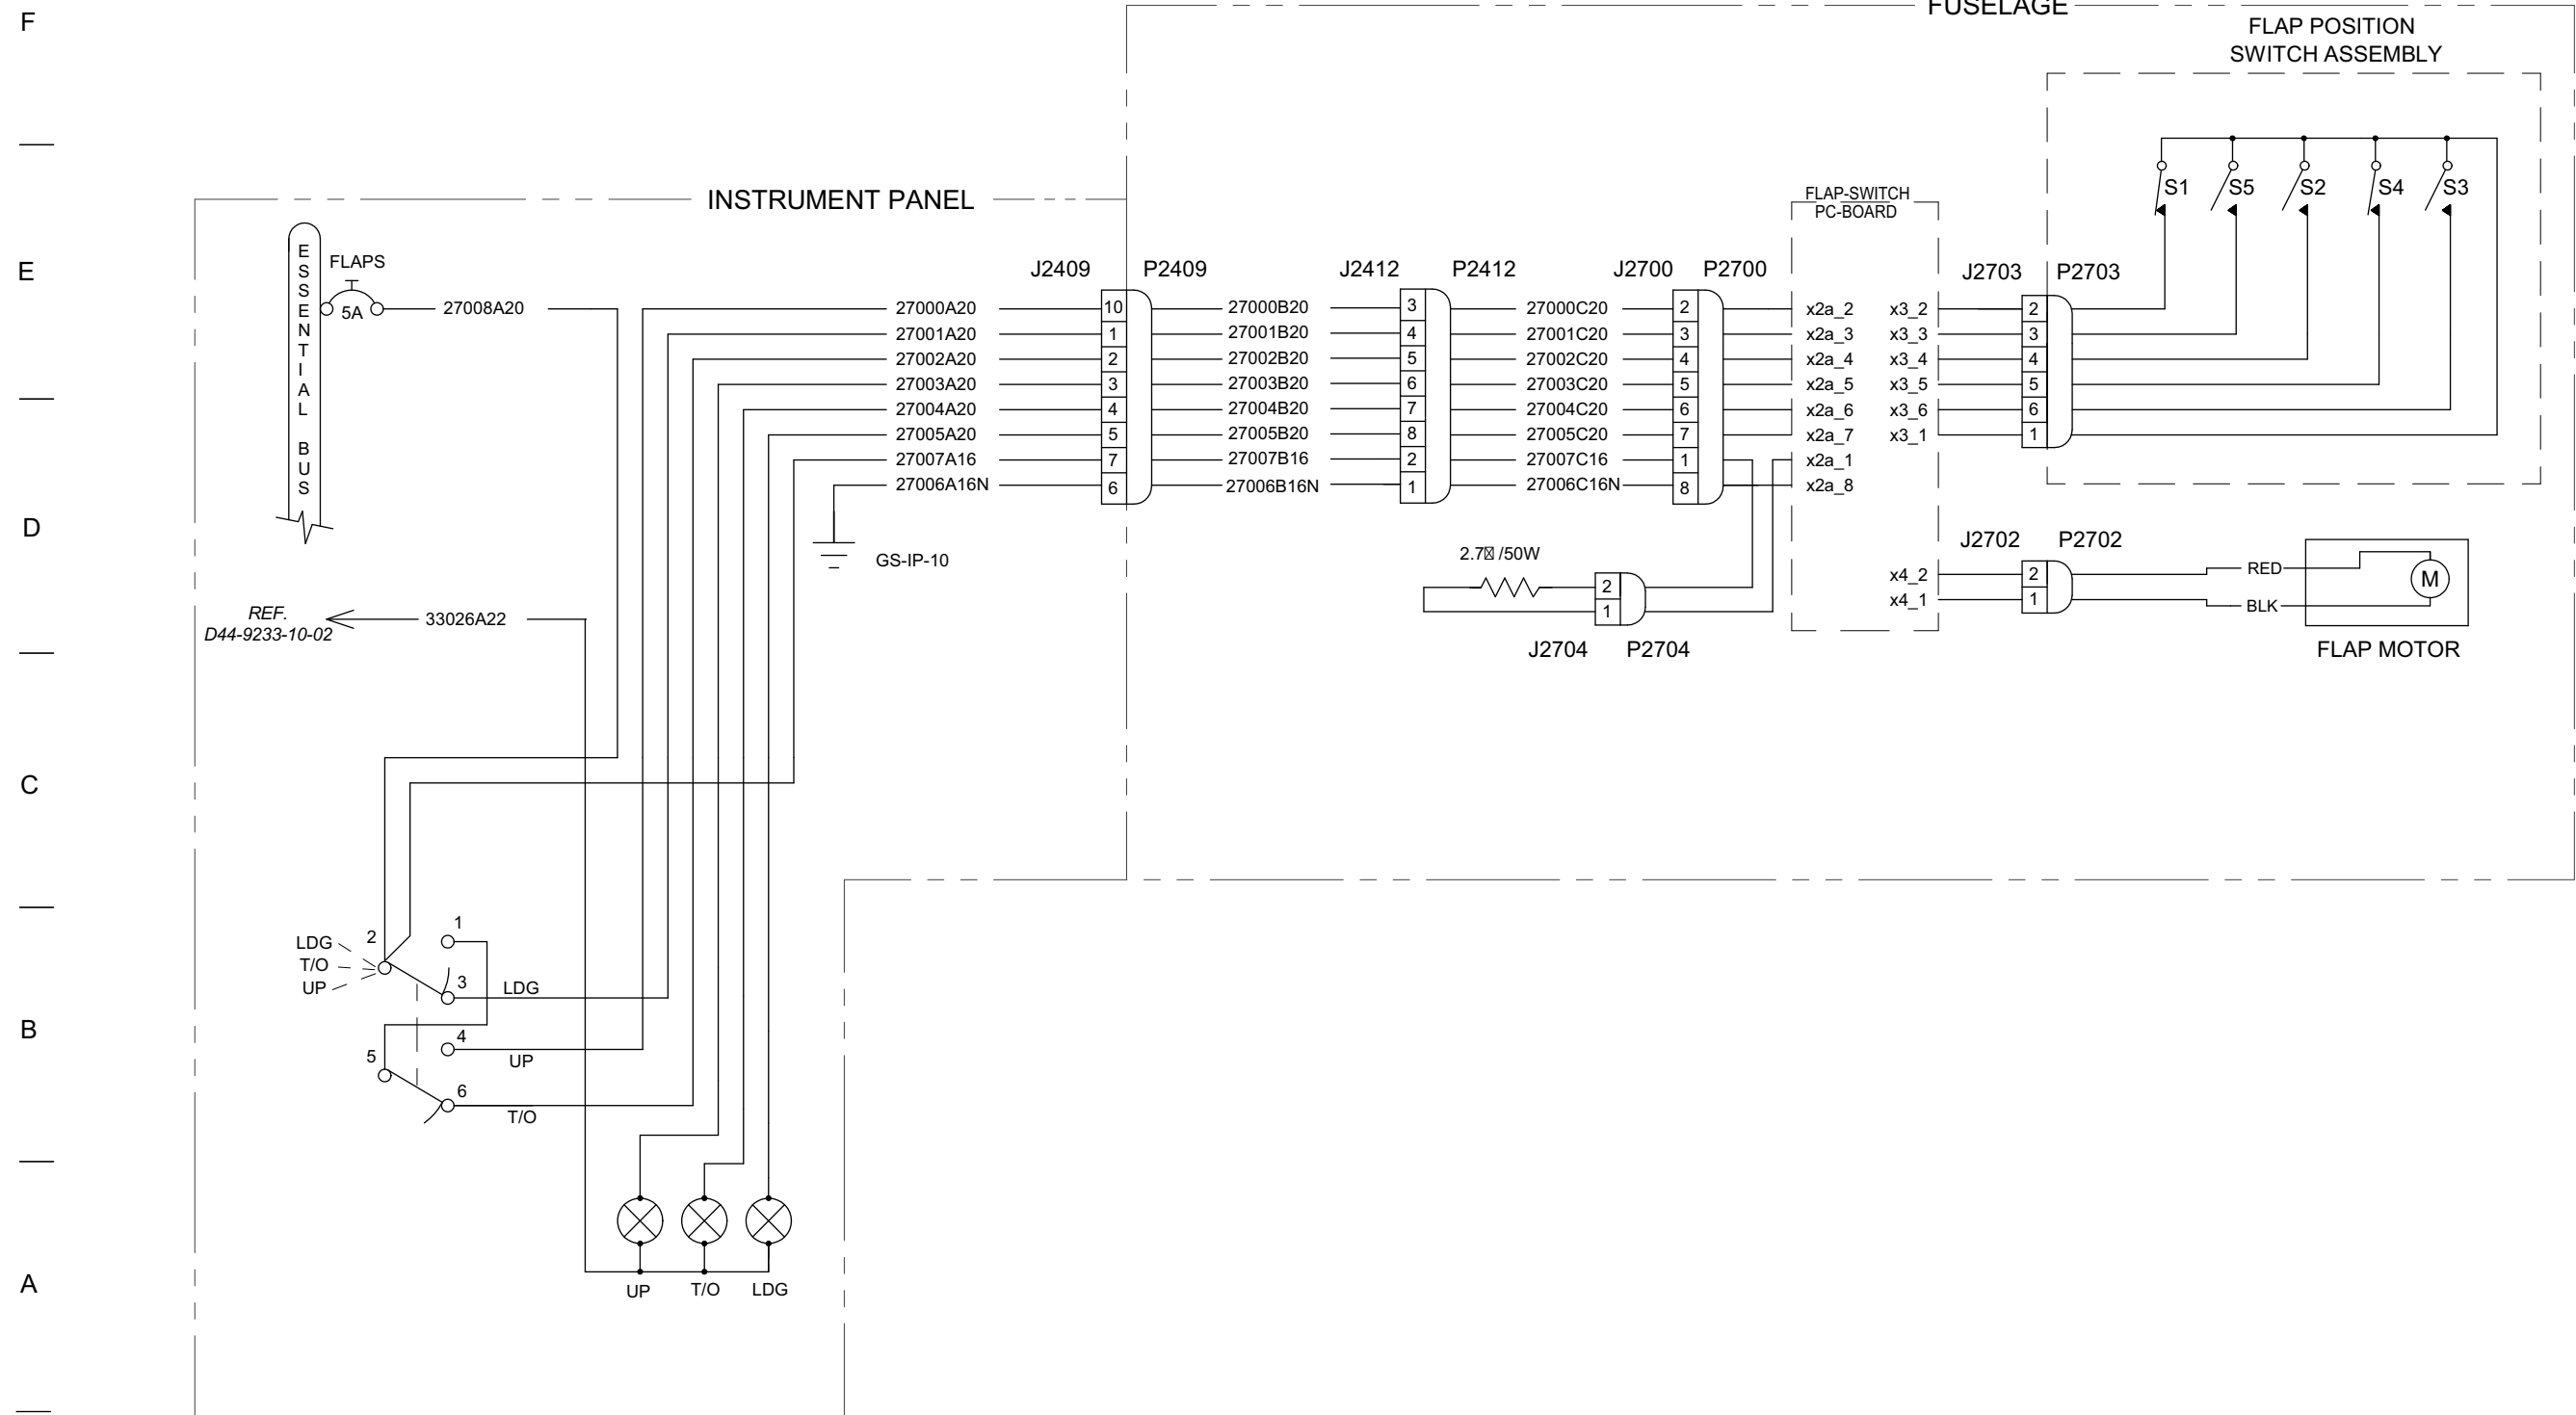 F
FUSELAGE
FLAP POSITION
SWITCH ASSEMBLY
S1 S5 S2 S4 S3
INSTRUMENT PANEL
FLAP-SWITCH
PC-BOARD
E
ESSENTIAL BUS
FLAPS
5A
27008A20
J2409 P2409 J2412 P2412 J2700 P2700 J2703 P2703
27000A20 10 27000B20 3 27000C20 2 x2a_2 x3_2 2
27001A20 1 27001B20 4 27001C20 3 x2a_3 x3_3 3
27002A20 2 27002B20 5 27002C20 4 x2a_4 x3_4 4
27003A20 3 27003B20 6 27003C20 5 x2a_5 x3_5 5
27004A20 4 27004B20 7 27004C20 6 x2a_6 x3_6 6
27005A20 5 27005B20 8 27005C20 7 x2a_7 x3_1 1
27007A16 7 27007B16 2 27007C16 1 x2a_1
27006A16N 6 27006B16N 1 27006C16N 8 x2a_8
D
GS-IP-10
2.7 /50W
2
1
J2704 P2704
J2702 P2702
x4_2 2 RED
x4_1 1 BLK
M
FLAP MOTOR
REF.
D44-9233-10-02
33026A22
C
LDG
T/O
UP
2
1
3 LDG
B
4
UP
5
6
T/O
A
UP T/O LDG